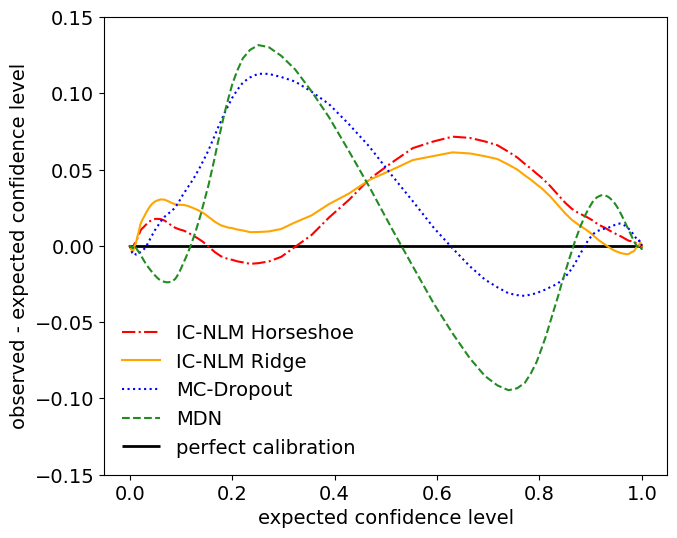 0.15
0.10
0.05
0.00
−0.05
−0.10
−0.15
observed - expected confidence level
IC-NLM Horseshoe
IC-NLM Ridge
MC-Dropout
MDN
perfect calibration
0.0 0.2 0.4 0.6 0.8 1.0
expected confidence level